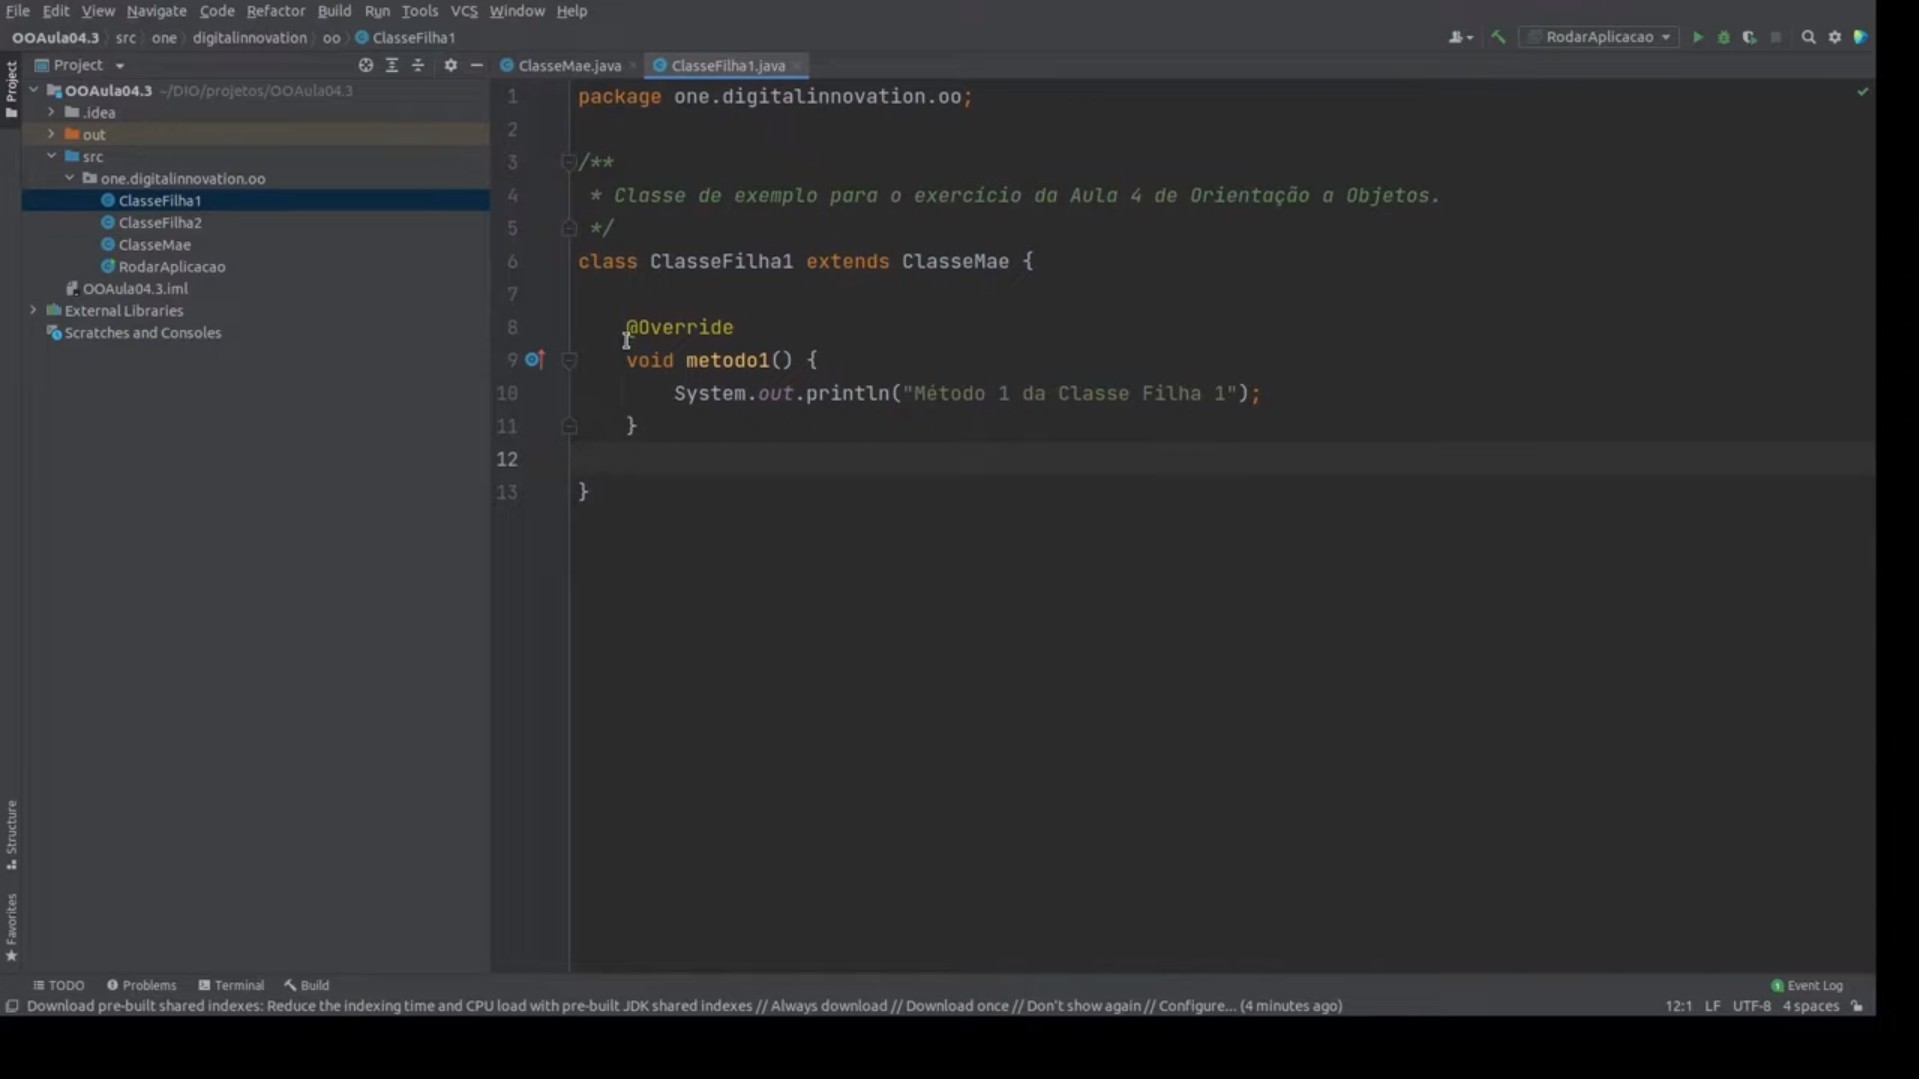 File Edit View Navigate Code Refactor Build Run Tools VCS Window Help
OOAula04.3 src one digitalinnovation oo ClasseFilha1 RodarAplicacao
Project
Project
ClasseMae.java ClasseFilha1.java
OOAula04.3 ~/DIO/projetos/OOAula04.3
.idea
out
src
one.digitalinnovation.oo
ClasseFilha1
ClasseFilha2
ClasseMae
RodarAplicacao
OOAula04.3.iml
External Libraries
Scratches and Consoles
1 package one.digitalinnovation.oo;
2
3 /**
4 * Classe de exemplo para o exercício da Aula 4 de Orientação a Objetos.
5 */
6 class ClasseFilha1 extends ClasseMae {
7
8 @Override
9 void metodo1() {
10 System.out.println("Método 1 da Classe Filha 1");
11 }
12
13 }
Structure
Favorites
TODO Problems Terminal Build 1 Event Log
Download pre-built shared indexes: Reduce the indexing time and CPU load with pre-built JDK shared indexes // Always download // Download once // Don't show again // Configure... (4 minutes ago) 12:1 LF UTF-8 4 spaces